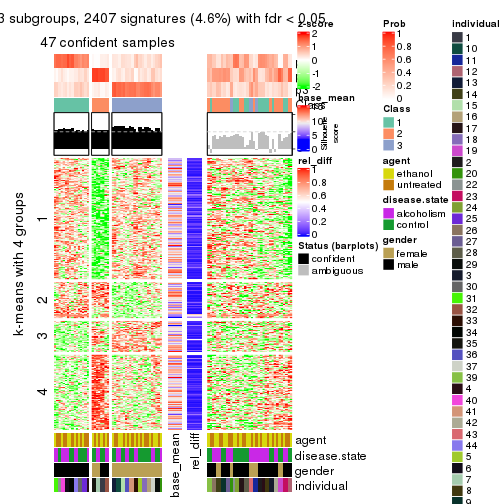 3 subgroups, 2407 signatures (4.6%) with fdr < 0.05
47 confident samples
k-means with 4 groups
1
2
3
4
base_mean
rel_diff
agent
disease.state
gender
individual
z-score
2
1
0
-1
-2
base_mean
15
10
5
0
Silhouette
score
rel_diff
1
0.8
0.6
0.4
0.2
0
Status (barplots)
confident
ambiguous
Prob
1
0.8
0.6
0.4
0.2
0
Class
1
2
3
agent
ethanol
untreated
disease.state
alcoholism
control
gender
female
male
individual
1
10
11
12
13
14
15
16
17
18
19
2
20
22
23
24
25
26
27
28
29
3
30
31
32
33
34
35
36
37
39
4
40
41
42
43
44
5
6
7
8
9